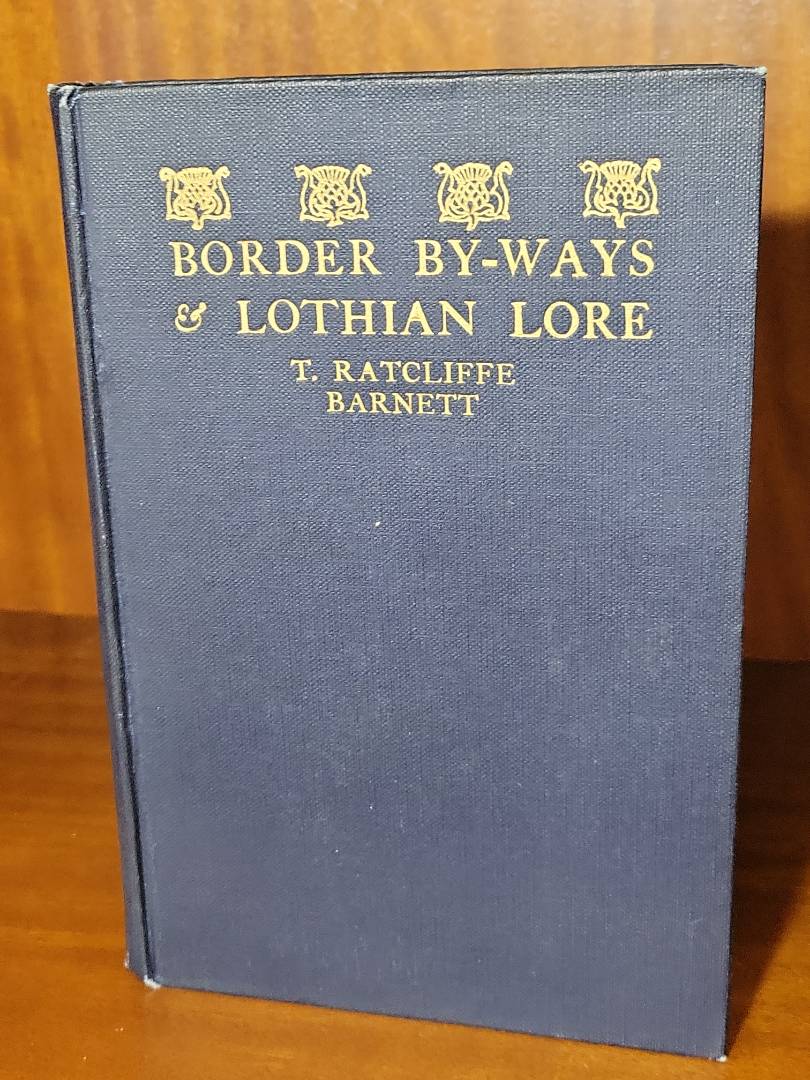 BORDER BY-WAYS
& LOTHIAN LORE
T. RATCLIFFE
BARNETT